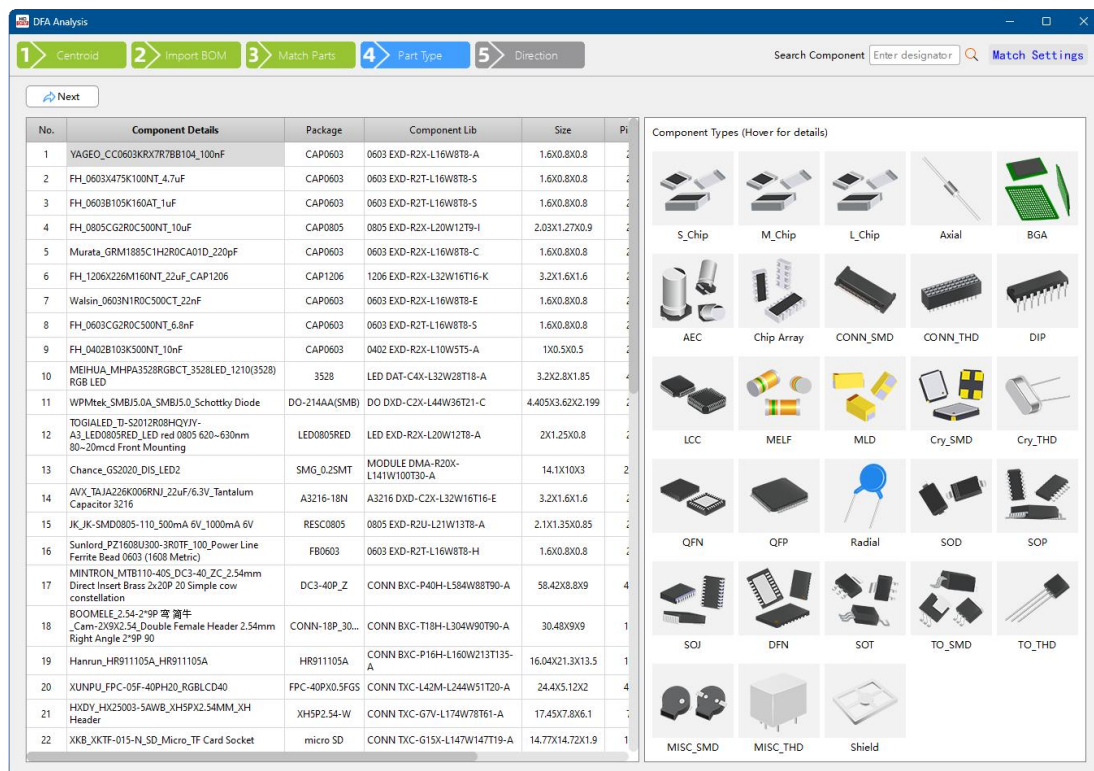 DFA Analysis
1 Centroid 2 Import BOM 3 Match Parts 4 Part Type 5 Direction Search Component Enter designator Match Settings
Next
No. Component Details Package Component Lib Size Pi
1 YAGEO_CC0603KRX7R7BB104_100nF CAP0603 0603 EXD-R2X-L16W8T8-A 1.6X0.8X0.8
2 FH_0603X475K100NT_4.7uF CAP0603 0603 EXD-R2T-L16W8T8-S 1.6X0.8X0.8
3 FH_0603B105K160AT_1uF CAP0603 0603 EXD-R2T-L16W8T8-S 1.6X0.8X0.8
4 FH_0805CG2R0C500NT_10uF CAP0805 0805 EXD-R2X-L20W12T9-I 2.03X1.27X0.9
5 Murata_GRM1885C1H2R0CA01D_220pF CAP0603 0603 EXD-R2X-L16W8T8-C 1.6X0.8X0.8
6 FH_1206X226M160NT_22uF_CAP1206 CAP1206 1206 EXD-R2X-L32W16T16-K 3.2X1.6X1.6
7 Walsin_0603N1R0C500CT_22nF CAP0603 0603 EXD-R2X-L16W8T8-E 1.6X0.8X0.8
8 FH_0603CG2R0C500NT_6.8nF CAP0603 0603 EXD-R2X-L16W8T8-S 1.6X0.8X0.8
9 FH_0402B103K500NT_10nF CAP0603 0402 EXD-R2X-L10W5T5-A 1X0.5X0.5
10 MEIHUA_MHPA3528RGBCT_3528LED_1210(3528)
RGB LED 3528 LED DAT-C4X-L32W28T18-A 3.2X2.8X1.85
11 WPMtek_SMBJ5.0A_SMBJ5.0_Schottky Diode DO-214AA(SMB) DO DXD-C2X-L44W36T21-C 4.405X3.62X2.199
12 TOGIALED_TJ-S2012R08HQYJY-
A3_LED0805RED_LED red 0805 620~630nm
80~20mcd Front Mounting LED0805RED LED EXD-R2X-L20W12T8-A 2X1.25X0.8
13 Chance_GS2020_DIS_LED2 SMG_0.2SMT MODULE DMA-R20X-
L141W100T30-A 14.1X10X3 2
14 AVX_TAJA226K006RNJ_22uF/6.3V_Tantalum
Capacitor 3216 A3216-18N A3216 DXD-C2X-L32W16T16-E 3.2X1.6X1.6
15 JK_JK-SMD0805-110_500mA 6V_1000mA 6V RESC0805 0805 EXD-R2U-L21W13T8-A 2.1X1.35X0.85
16 Sunlord_PZ1608U300-3R0TF_100_Power Line
Ferrite Bead 0603 (1608 Metric) FB0603 0603 EXD-R2T-L16W8T8-H 1.6X0.8X0.8
17 MINTRON_MTB110-40S_DC3-40_ZC_2.54mm
Direct Insert Brass 2x20P 20 Simple cow
constellation DC3-40P_Z CONN BXC-P40H-L584W88T90-A 58.42X8.8X9 4
18 BOOMELE_2.54-2*9P 弯 简牛
_Cam-2X9X2.54_Double Female Header 2.54mm
Right Angle 2*9P 90 CONN-18P_30... CONN BXC-T18H-L304W90T90-A 30.48X9X9 1
19 Hanrun_HR911105A_HR911105A HR911105A CONN BXC-P16H-L160W213T135-
A 16.04X21.3X13.5 1
20 XUNPU_FPC-05F-40PH20_RGBLCD40 FPC-40PX0.5FGS CONN TXC-L42M-L244W51T20-A 24.4X5.12X2 4
21 HXDY_HX25003-5AWB_XH5PX2.54MM_XH
Header XH5P2.54-W CONN TXC-G7V-L174W78T61-A 17.45X7.8X6.1
22 XKB_XKTF-015-N_SD_Micro_TF Card Socket micro SD CONN TXC-G15X-L147W147T19-A 14.77X14.72X1.9 1
Component Types (Hover for details)
S_Chip M_Chip L_Chip Axial BGA
AEC Chip Array CONN_SMD CONN_THD DIP
LCC MELF MLD Cry_SMD Cry_THD
QFN QFP Radial SOD SOP
SOJ DFN SOT TO_SMD TO_THD
MISC_SMD MISC_THD Shield